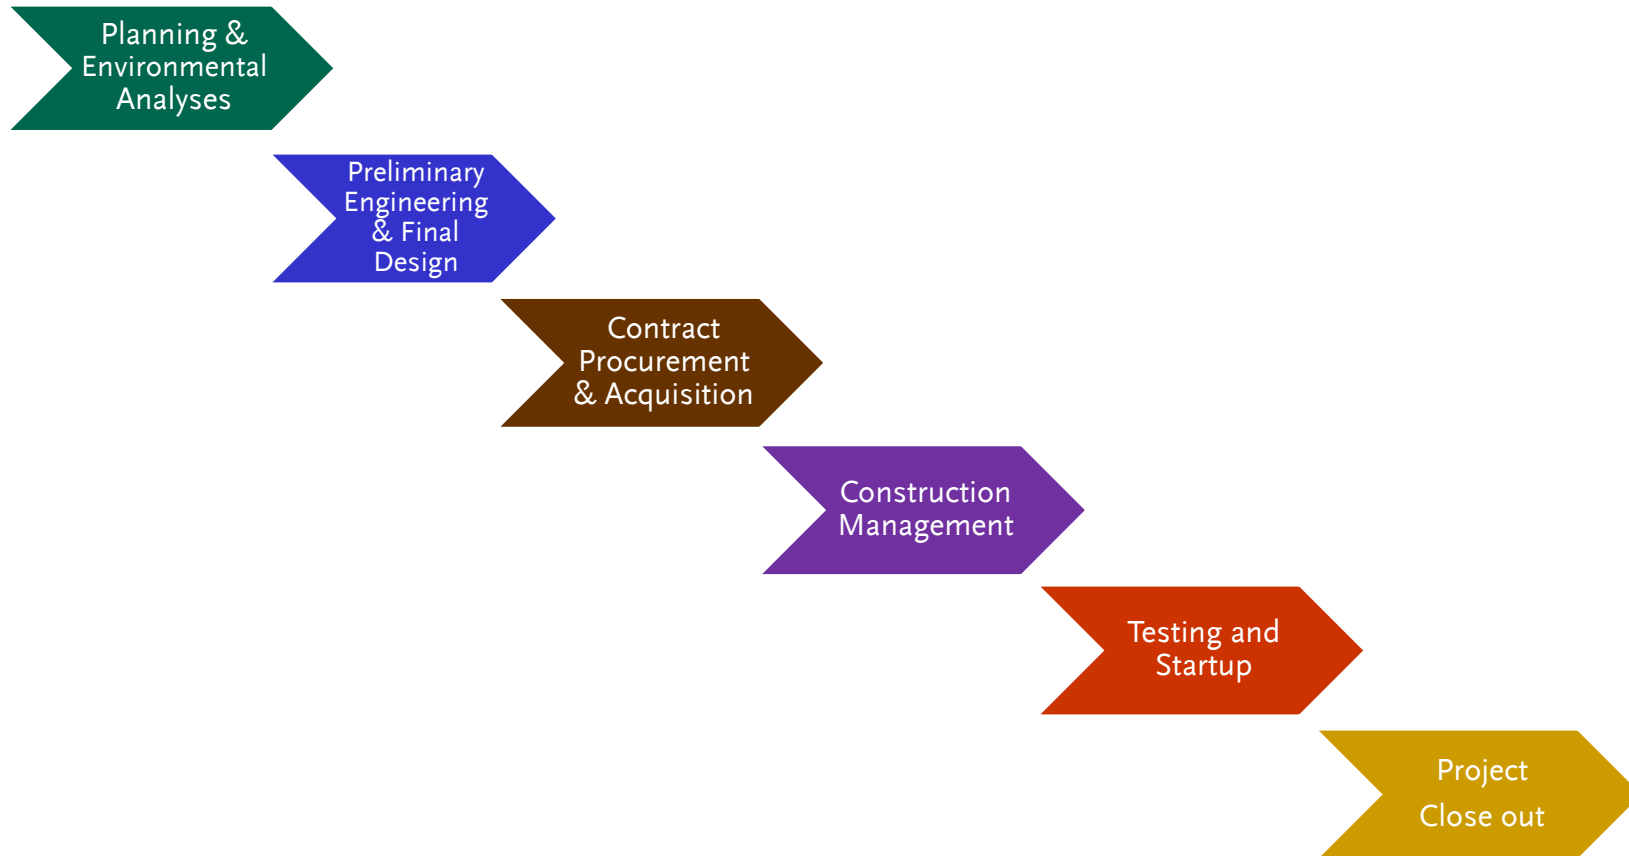 Planning &
Environmental
Analyses
Preliminary
Engineering
& Final
Design
Contract
Procurement
& Acquisition
Construction
Management
Testing and
Startup
Project
Close out